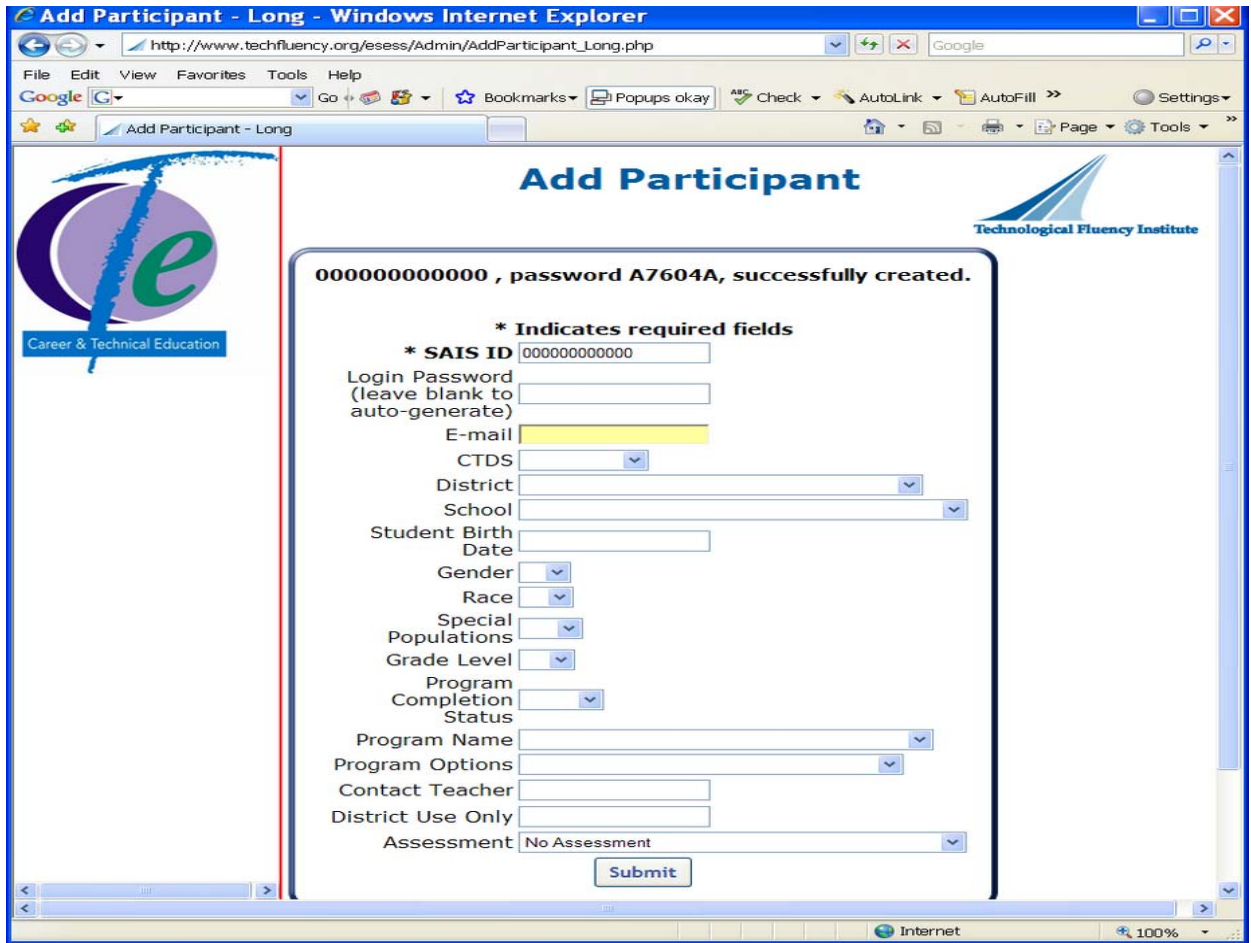 Add Participant - Long - Windows Internet Explorer
http://www.techfluency.org/esess/Admin/AddParticipant_Long.php
Google
File Edit View Favorites Tools Help
Google G Go Bookmarks Popups okay ABC Check AutoLink AutoFill >> Settings
Add Participant - Long
Page Tools >>
CTe
Career & Technical Education
Add Participant
Technological Fluency Institute
000000000000 , password A7604A, successfully created.
* Indicates required fields
* SAIS ID 000000000000
Login Password
(leave blank to
auto-generate)
E-mail
CTDS
District
School
Student Birth
Date
Gender
Race
Special
Populations
Grade Level
Program
Completion
Status
Program Name
Program Options
Contact Teacher
District Use Only
Assessment No Assessment
Submit
Internet
100%